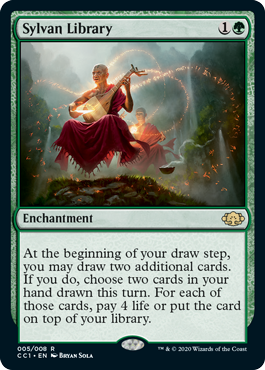 Sylvan Library 1
Enchantment
At the beginning of your draw step,
you may draw two additional cards.
If you do, choose two cards in your
hand drawn this turn. For each of
those cards, pay 4 life or put the card
on top of your library.
005/008 R
CC1 • EN Bryan Sola
™ & © 2020 Wizards of the Coast